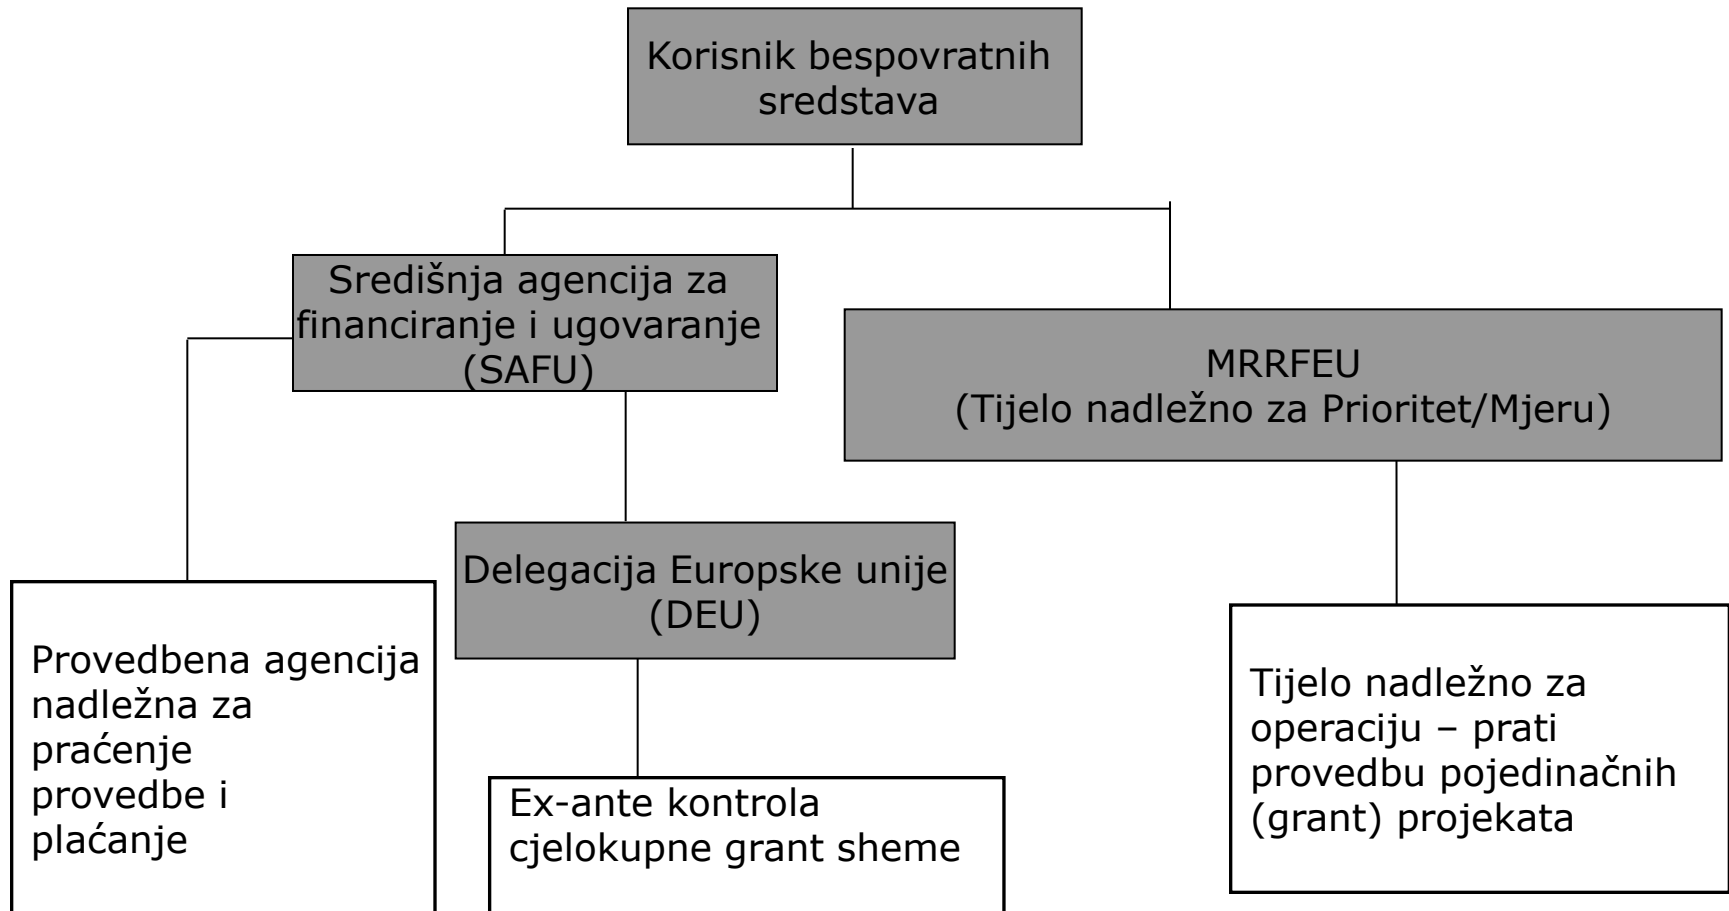 Korisnik bespovratnih
sredstava
Središnja agencija za
financiranje i ugovaranje
(SAFU)
MRRFEU
(Tijelo nadležno za Prioritet/Mjeru)
Delegacija Europske unije
(DEU)
Provedbena agencija
nadležna za
praćenje
provedbe i
plaćanje
Ex-ante kontrola
cjelokupne grant sheme
Tijelo nadležno za
operaciju – prati
provedbu pojedinačnih
(grant) projekata